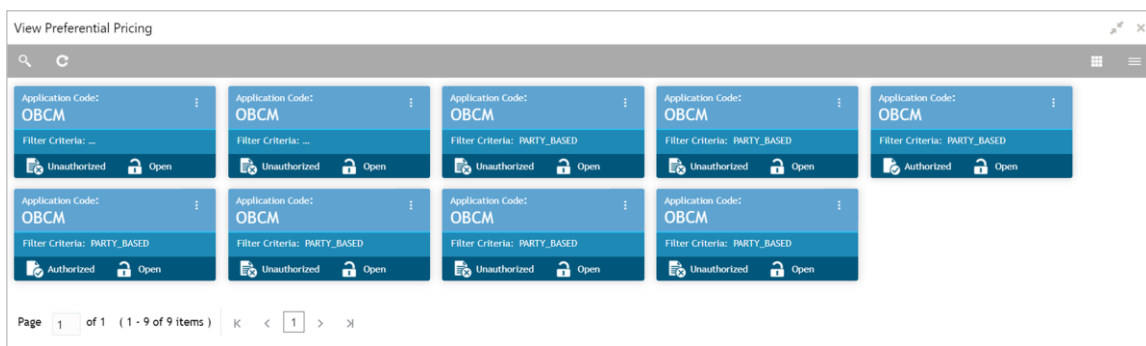 View Preferential Pricing
Application Code:
OBCM
Filter Criteria: ...
Unauthorized Open
Application Code:
OBCM
Filter Criteria: ...
Unauthorized Open
Application Code:
OBCM
Filter Criteria: PARTY_BASED
Unauthorized Open
Application Code:
OBCM
Filter Criteria: PARTY_BASED
Unauthorized Open
Application Code:
OBCM
Filter Criteria: PARTY_BASED
Authorized Open
Application Code:
OBCM
Filter Criteria: PARTY_BASED
Authorized Open
Application Code:
OBCM
Filter Criteria: PARTY_BASED
Unauthorized Open
Application Code:
OBCM
Filter Criteria: PARTY_BASED
Unauthorized Open
Application Code:
OBCM
Filter Criteria: PARTY_BASED
Unauthorized Open
Page 1 of 1 ( 1 - 9 of 9 items ) 1